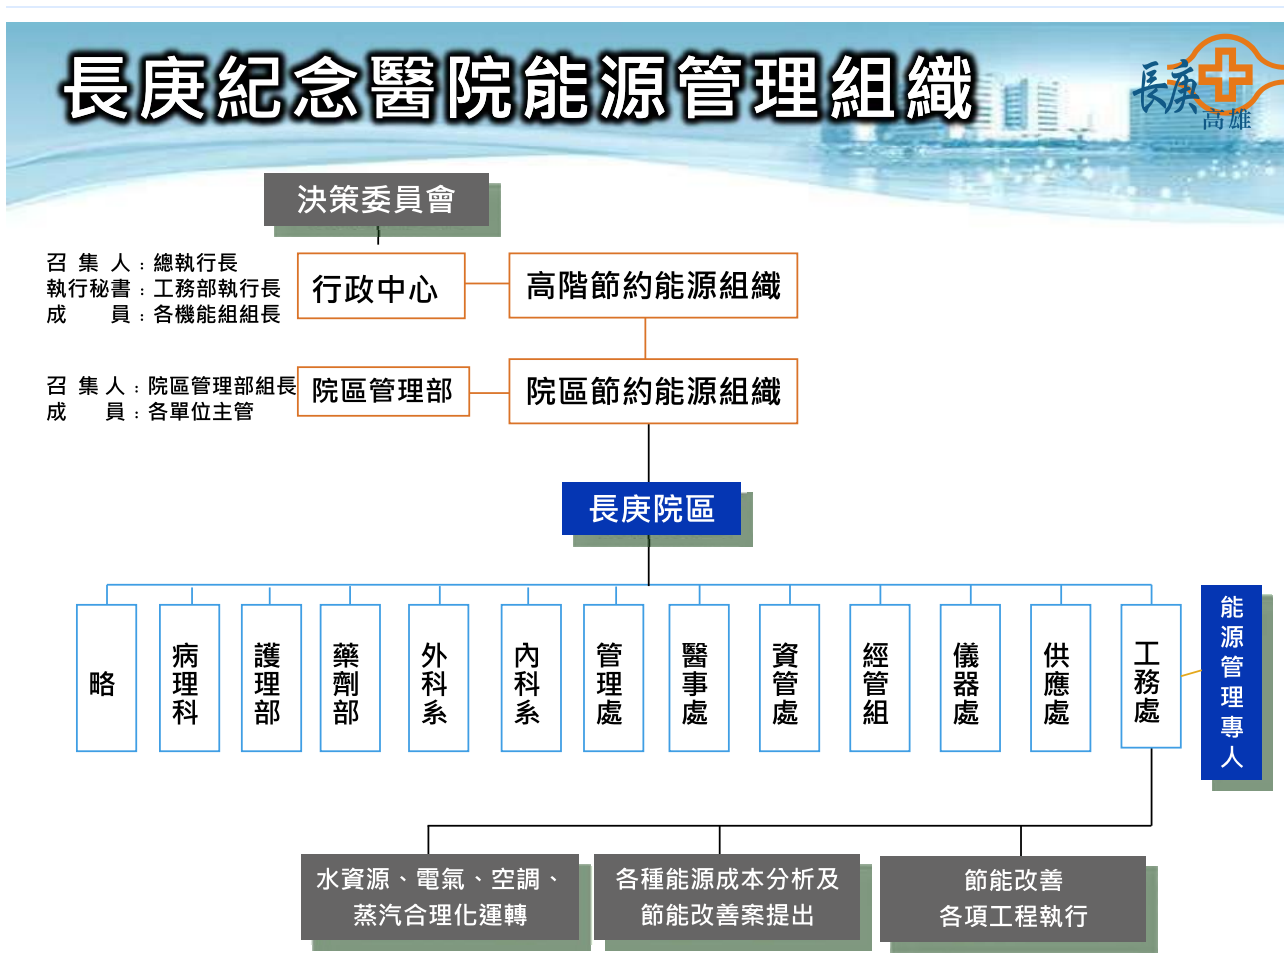 長庚紀念醫院能源管理組織
長庚
高雄
決策委員會
召 集 人：總執行長
執行秘書：工務部執行長
成 員：各機能組組長
行政中心
高階節約能源組織
召 集 人：院區管理部組長
成 員：各單位主管
院區管理部
院區節約能源組織
長庚院區
略
病理科
護理部
藥劑部
外科系
內科系
管理處
醫事處
資管處
經管組
儀器處
供應處
工務處
能源管理專人
水資源、電氣、空調、
蒸汽合理化運轉
各種能源成本分析及
節能改善案提出
節能改善
各項工程執行